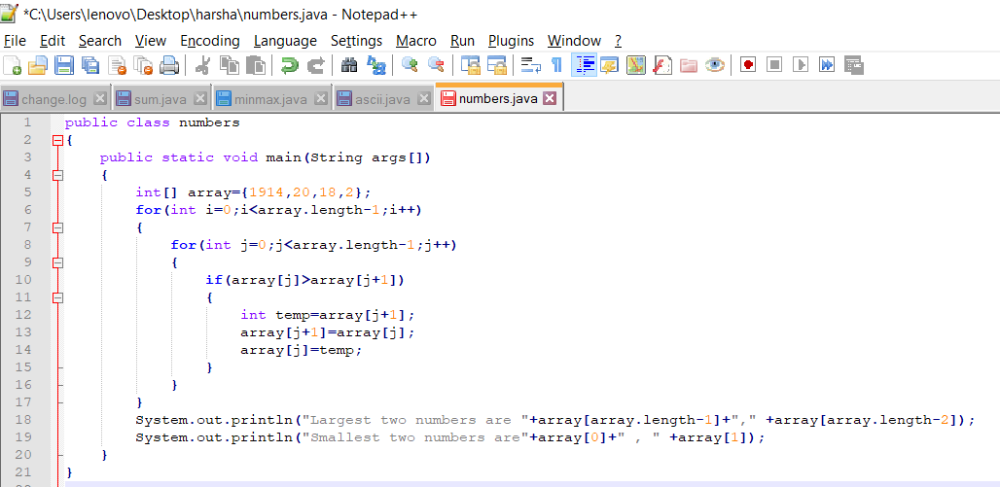 *C:\Users\lenovo\Desktop\harsha\numbers.java - Notepad++
File Edit Search View Encoding Language Settings Macro Run Plugins Window ?
change.log sum.java minmax.java ascii.java numbers.java
1 public class numbers
2 {
3 public static void main(String args[])
4 {
5 int[] array={1914,20,18,2};
6 for(int i=0;i<array.length-1;i++)
7 {
8 for(int j=0;j<array.length-1;j++)
9 {
10 if(array[j]>array[j+1])
11 {
12 int temp=array[j+1];
13 array[j+1]=array[j];
14 array[j]=temp;
15 }
16 }
17 }
18 System.out.println("Largest two numbers are "+array[array.length-1]+"," +array[array.length-2]);
19 System.out.println("Smallest two numbers are"+array[0]+" , " +array[1]);
20 }
21 }